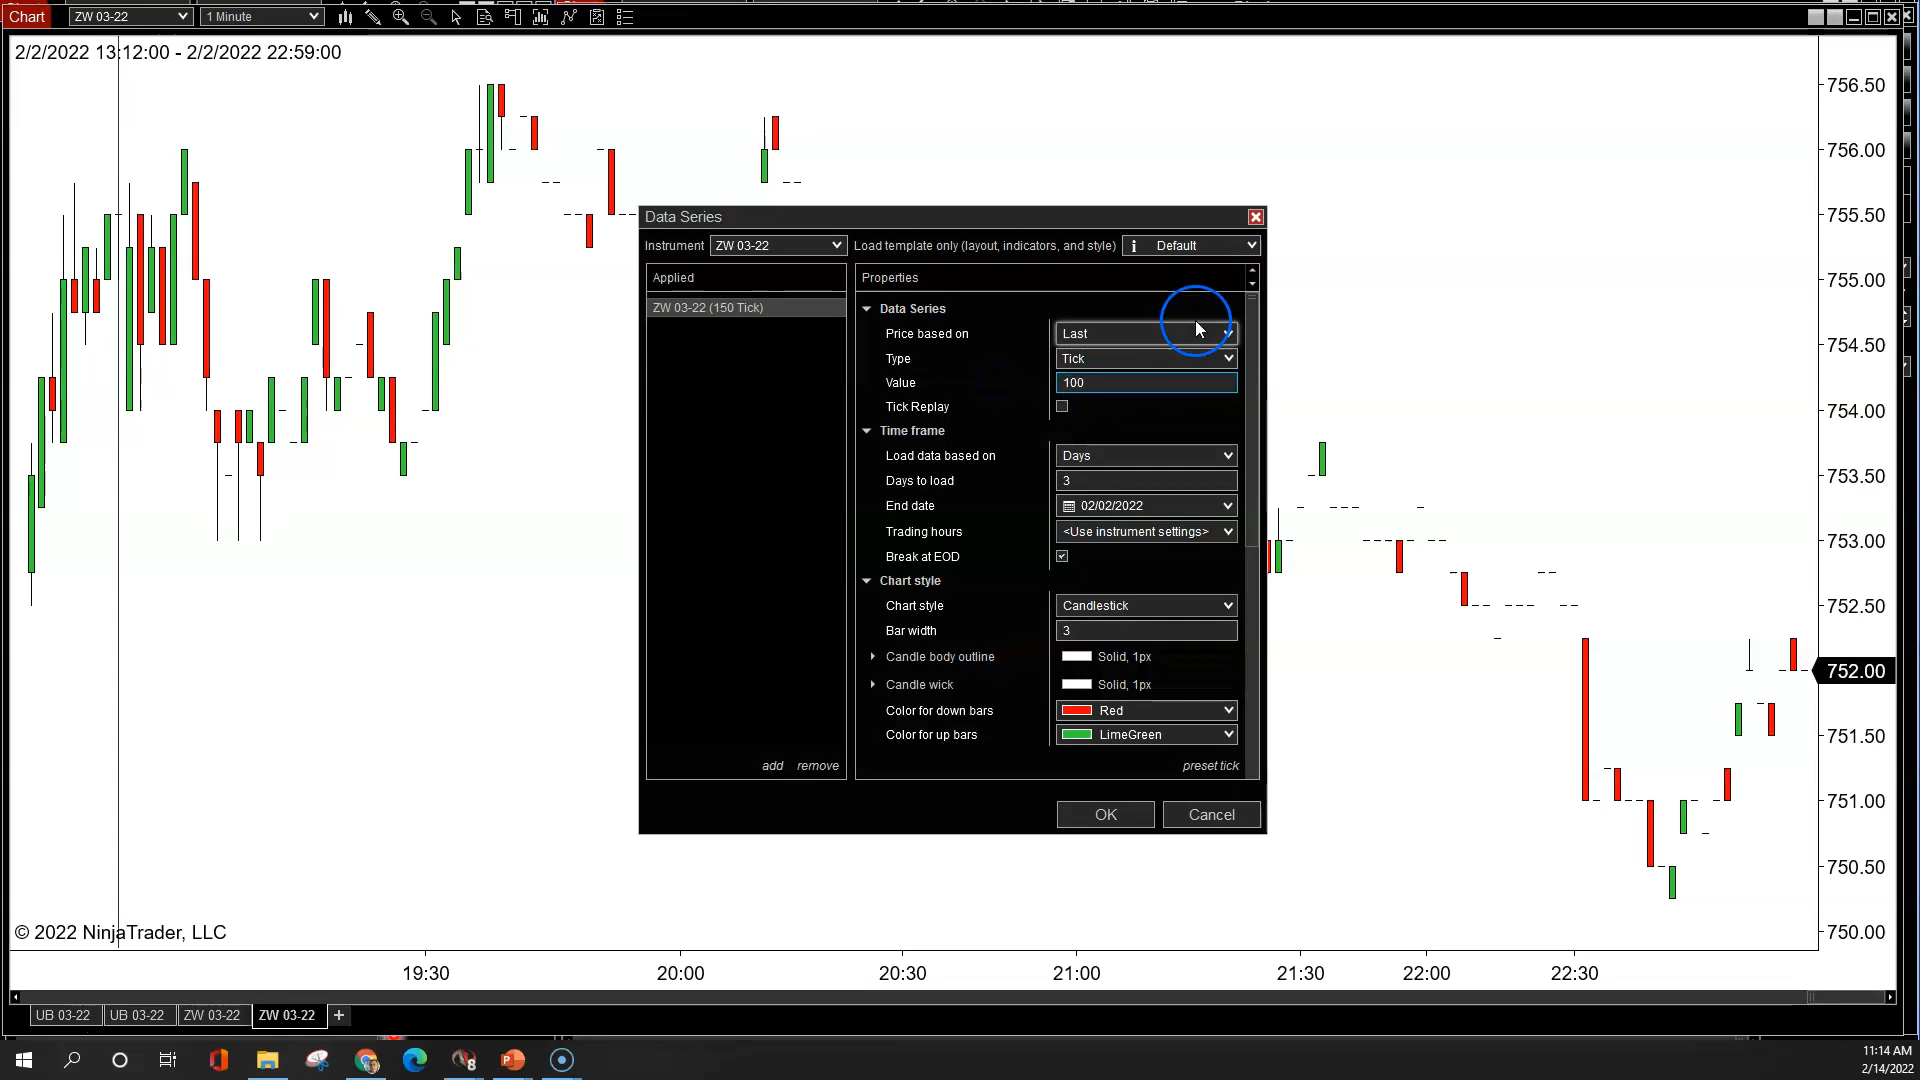 Chart ZW 03-22 1 Minute
2/2/2022 13:12:00 - 2/2/2022 22:59:00
756.50
756.00
755.50
755.00
754.50
754.00
753.50
753.00
752.50
752.00
751.50
751.00
750.50
750.00
Data Series
Instrument ZW 03-22 Load template only (layout, indicators, and style) i Default
Applied
ZW 03-22 (150 Tick)
add remove
Properties
Data Series
Price based on Last
Type Tick
Value 100
Tick Replay
Time frame
Load data based on Days
Days to load 3
End date 02/02/2022
Trading hours <Use instrument settings>
Break at EOD
Chart style
Chart style Candlestick
Bar width 3
Candle body outline Solid, 1px
Candle wick Solid, 1px
Color for down bars Red
Color for up bars LimeGreen
preset tick
OK Cancel
© 2022 NinjaTrader, LLC
19:30 20:00 20:30 21:00 21:30 22:00 22:30
UB 03-22 UB 03-22 ZW 03-22 ZW 03-22 +
8
11:14 AM
2/14/2022